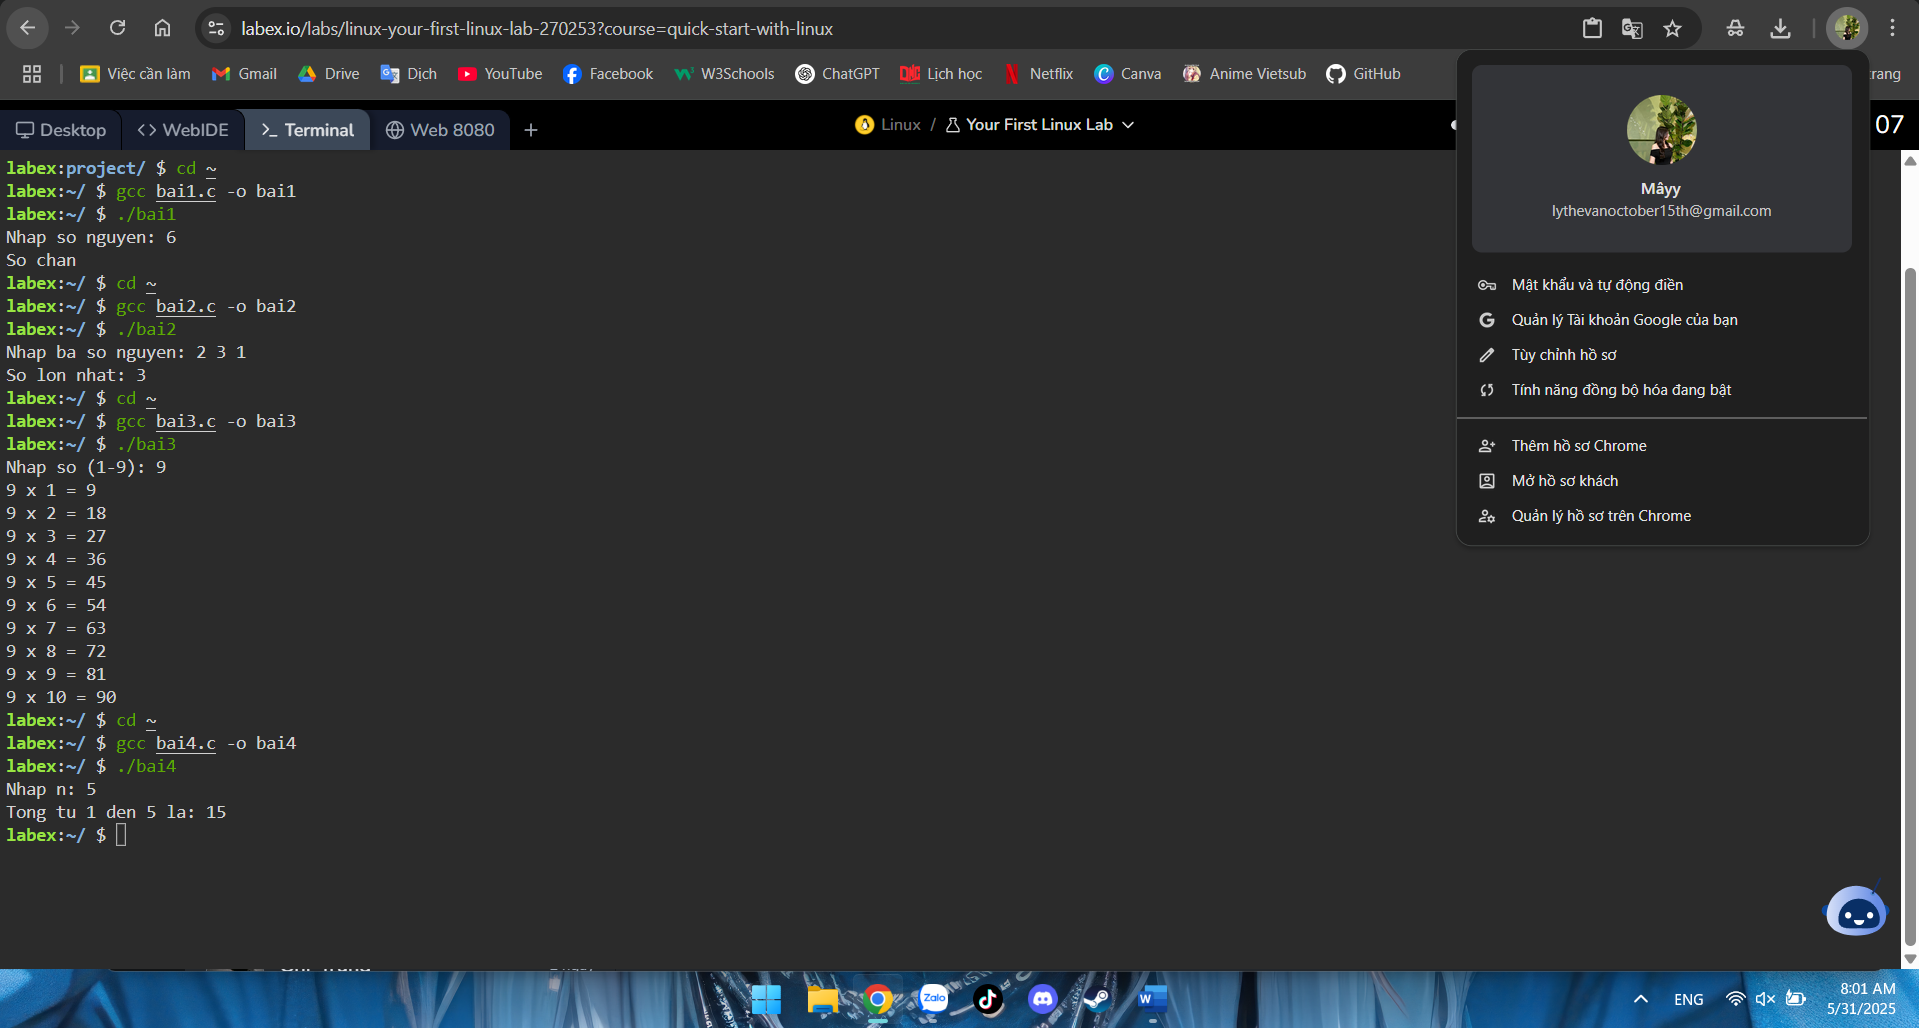 labex.io/labs/linux-your-first-linux-lab-270253?course=quick-start-with-linux
Việc cần làm
Gmail
Drive
Dịch
YouTube
Facebook
W3Schools
ChatGPT
Lịch học
Netflix
Canva
Anime Vietsub
GitHub
Desktop
WebIDE
Terminal
Web 8080
Linux / Your First Linux Lab
07
labex:project/ $ cd ~
labex:~/ $ gcc bai1.c -o bai1
labex:~/ $ ./bai1
Nhap so nguyen: 6
So chan
labex:~/ $ cd ~
labex:~/ $ gcc bai2.c -o bai2
labex:~/ $ ./bai2
Nhap ba so nguyen: 2 3 1
So lon nhat: 3
labex:~/ $ cd ~
labex:~/ $ gcc bai3.c -o bai3
labex:~/ $ ./bai3
Nhap so (1-9): 9
9 x 1 = 9
9 x 2 = 18
9 x 3 = 27
9 x 4 = 36
9 x 5 = 45
9 x 6 = 54
9 x 7 = 63
9 x 8 = 72
9 x 9 = 81
9 x 10 = 90
labex:~/ $ cd ~
labex:~/ $ gcc bai4.c -o bai4
labex:~/ $ ./bai4
Nhap n: 5
Tong tu 1 den 5 la: 15
labex:~/ $
Mâyy
lythevanoctober15th@gmail.com
Mật khẩu và tự động điền
Quản lý Tài khoản Google của bạn
Tùy chỉnh hồ sơ
Tính năng đồng bộ hóa đang bật
Thêm hồ sơ Chrome
Mở hồ sơ khách
Quản lý hồ sơ trên Chrome
Zalo
W
ENG
8:01 AM
5/31/2025